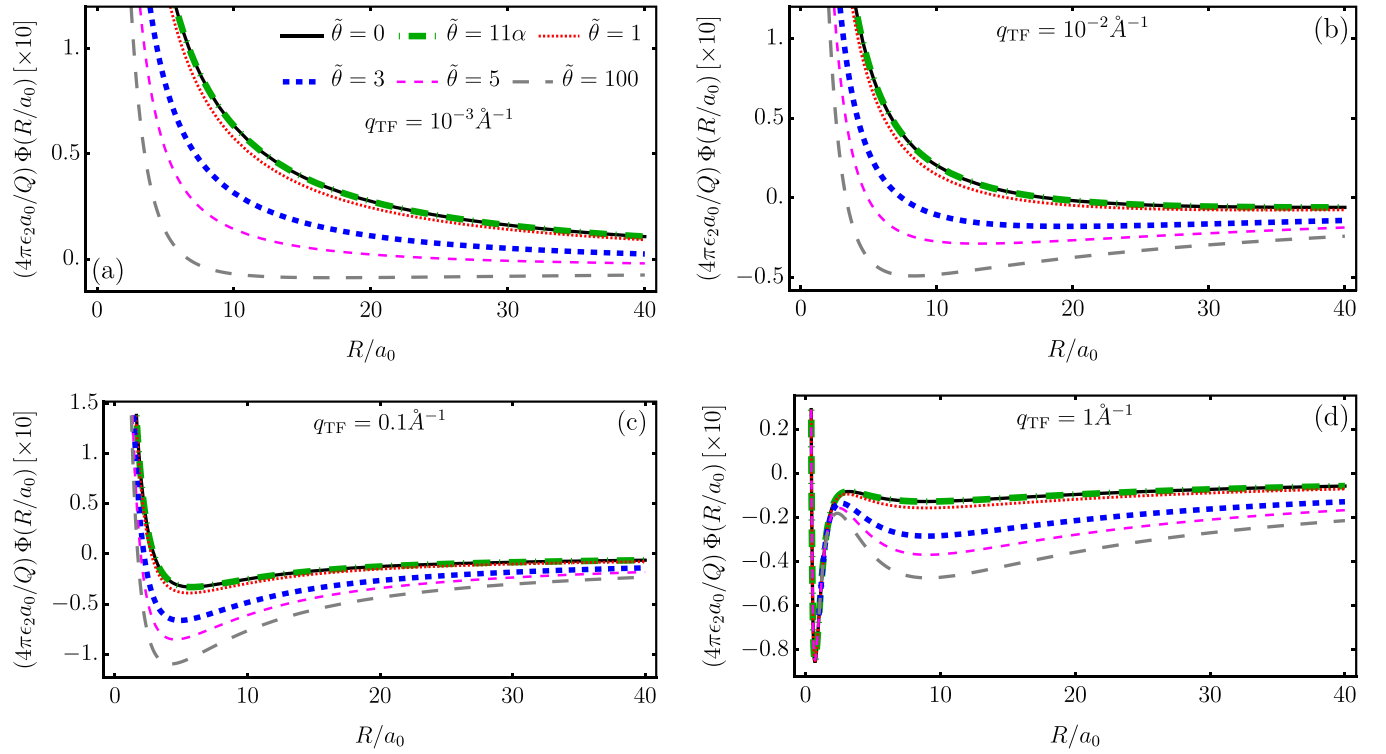 (4πϵ₂a₀/Q) Φ(R/a₀) [×10]
1.
0.5
0.
θ̃ = 0
θ̃ = 11α
θ̃ = 1
θ̃ = 3
θ̃ = 5
θ̃ = 100
q_TF = 10⁻³Å⁻¹
(a)
0 10 20 30 40
R/a₀
(4πϵ₂a₀/Q) Φ(R/a₀) [×10]
1.
0.5
0.
−0.5
q_TF = 10⁻²Å⁻¹
(b)
0 10 20 30 40
R/a₀
(4πϵ₂a₀/Q) Φ(R/a₀) [×10]
1.5
1.
0.5
0.
−0.5
−1.
q_TF = 0.1Å⁻¹
(c)
0 10 20 30 40
R/a₀
(4πϵ₂a₀/Q) Φ(R/a₀) [×10]
0.2
0.
−0.2
−0.4
−0.6
−0.8
q_TF = 1Å⁻¹
(d)
0 10 20 30 40
R/a₀